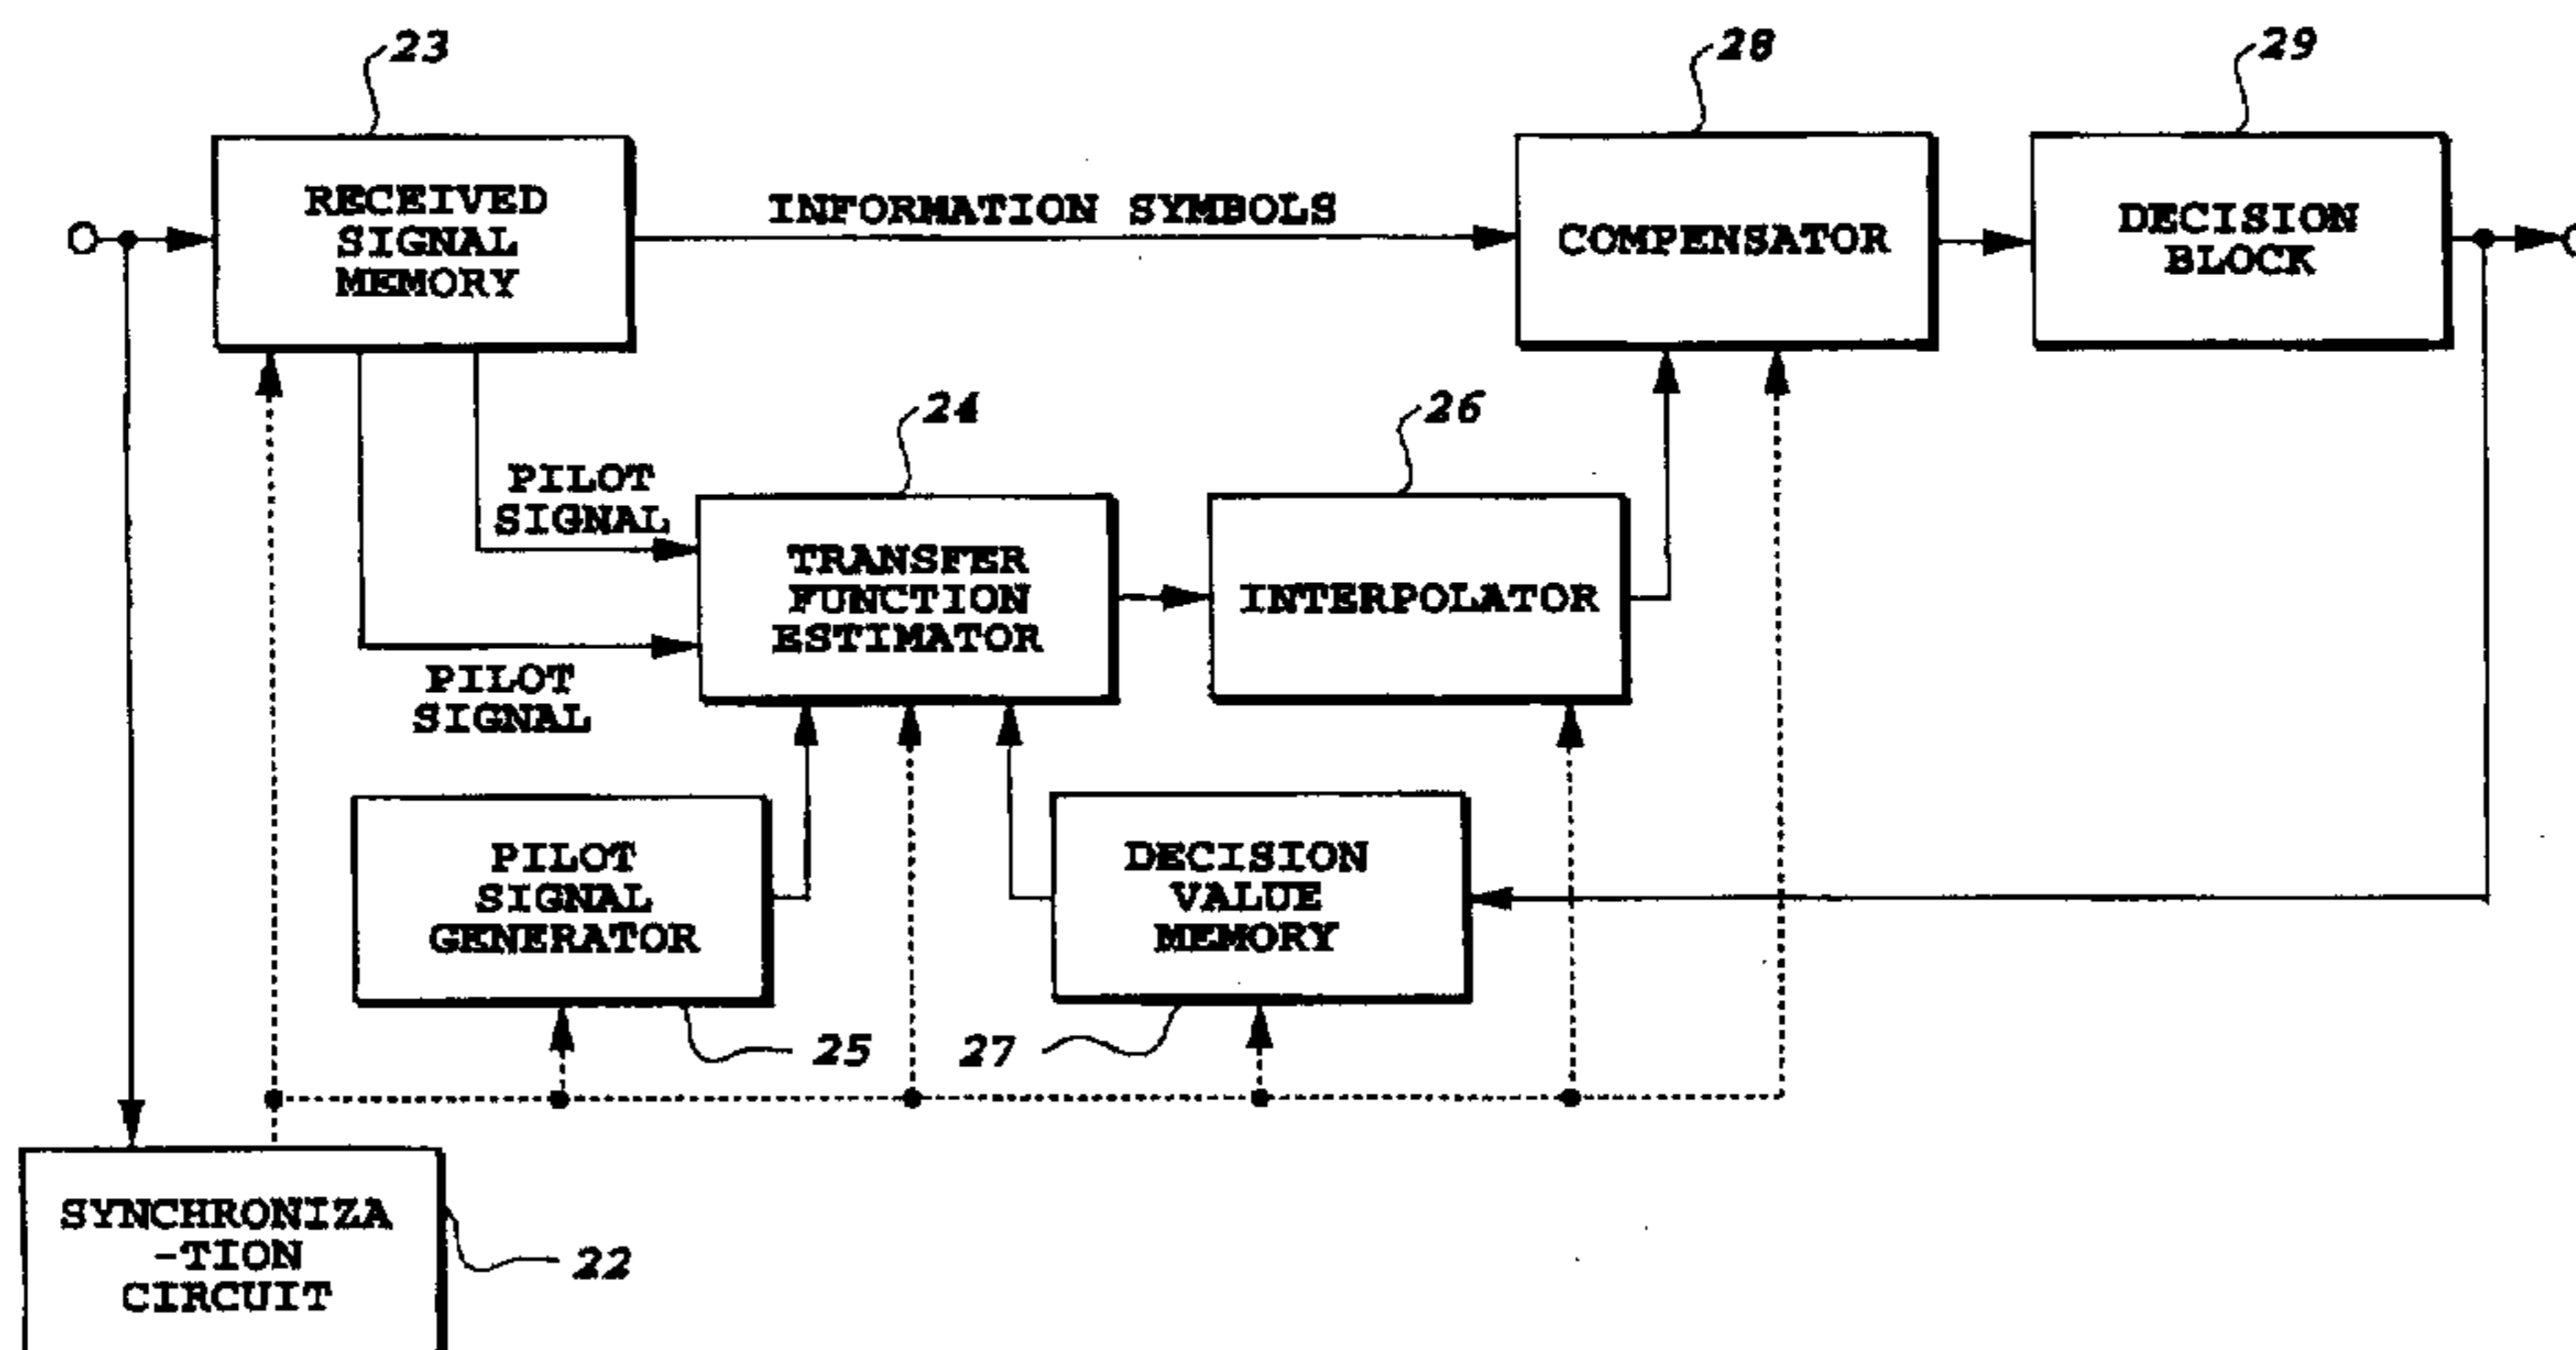 23
28
29
RECEIVED
SIGNAL
MEMORY
INFORMATION SYMBOLS
COMPENSATOR
DECISION
BLOCK
24
26
PILOT
SIGNAL
TRANSFER
FUNCTION
ESTIMATOR
INTERPOLATOR
PILOT
SIGNAL
PILOT
SIGNAL
GENERATOR
DECISION
VALUE
MEMORY
25
27
SYNCHRONIZA
-TION
CIRCUIT
22